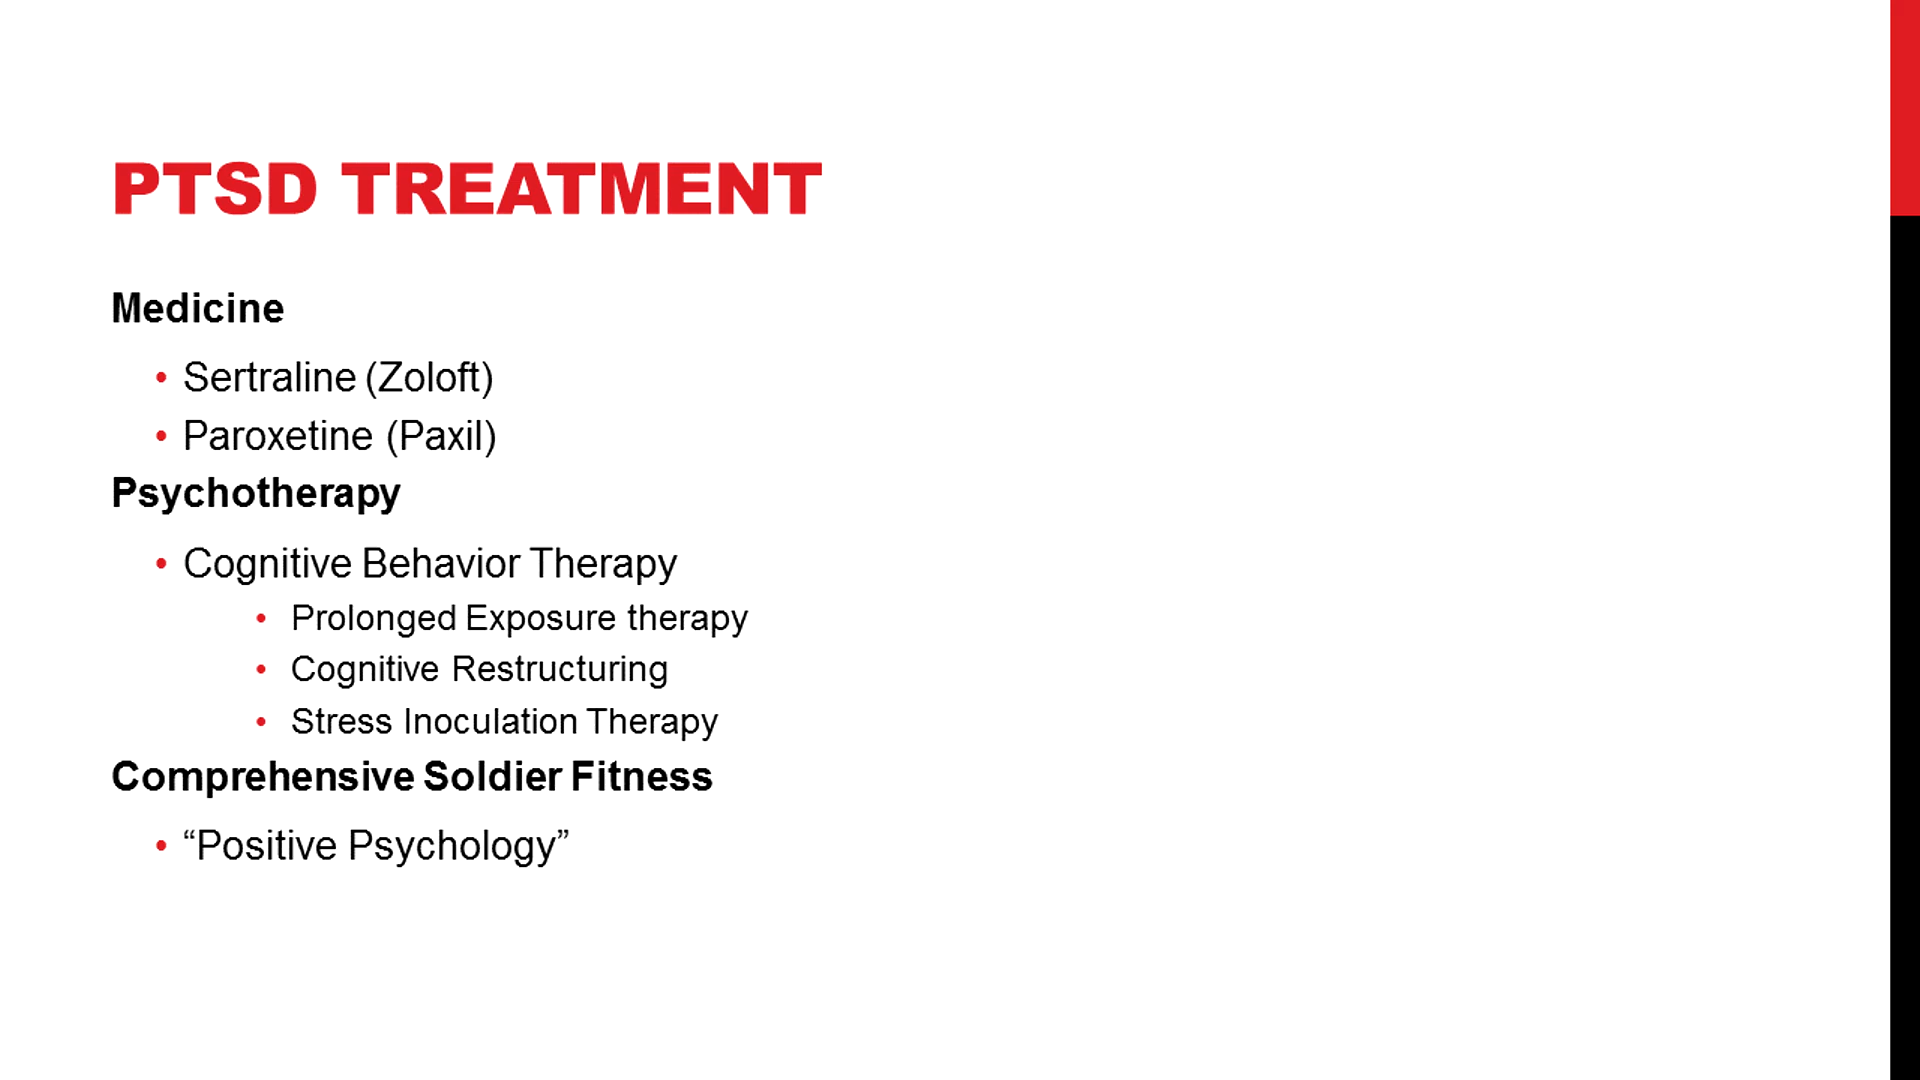 PTSD TREATMENT
Medicine
• Sertraline (Zoloft)
• Paroxetine (Paxil)
Psychotherapy
• Cognitive Behavior Therapy
• Prolonged Exposure therapy
• Cognitive Restructuring
• Stress Inoculation Therapy
Comprehensive Soldier Fitness
• “Positive Psychology”